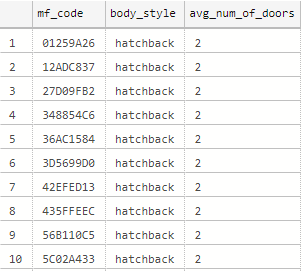 mf_code body_style avg_num_of_doors
1 01259A26 hatchback 2
2 12ADC837 hatchback 2
3 27D09FB2 hatchback 2
4 348854C6 hatchback 2
5 36AC1584 hatchback 2
6 3D5699D0 hatchback 2
7 42EFED13 hatchback 2
8 435FFEEC hatchback 2
9 56B110C5 hatchback 2
10 5C02A433 hatchback 2